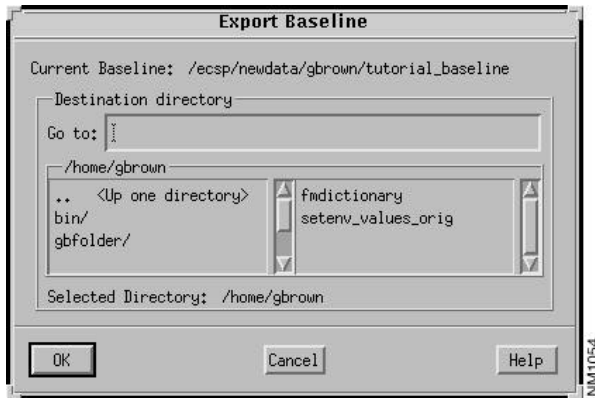 Export Baseline
Current Baseline: /ecsp/newdata/gbrown/tutorial_baseline
Destination directory
Go to:
/home/gbrown
.. <Up one directory>
bin/
gbfolder/
fmdictionary
setenv_values_orig
Selected Directory: /home/gbrown
OK
Cancel
Help
NM1054